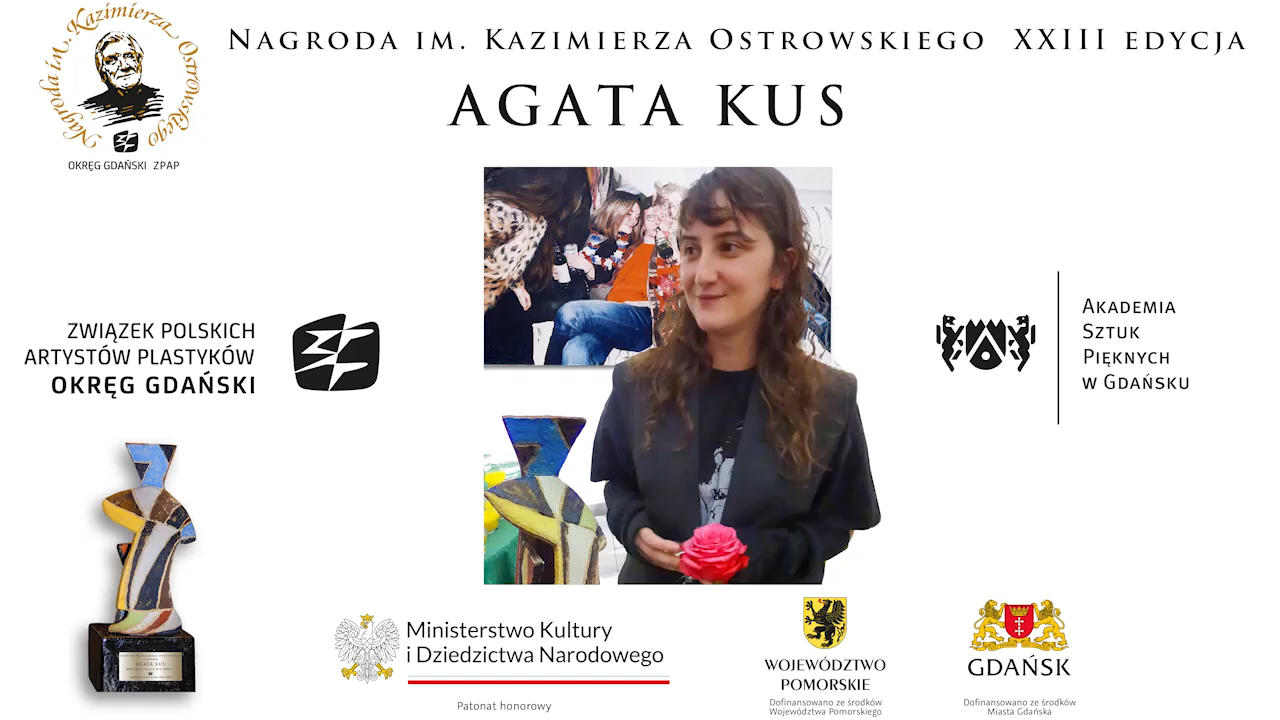 Nagroda im. Kazimierza Ostrowskiego
OKRĘG GDAŃSKI ZPAP
NAGRODA IM. KAZIMIERZA OSTROWSKIEGO XXIII EDYCJA
AGATA KUS
ZWIĄZEK POLSKICH
ARTYSTÓW PLASTYKÓW
OKRĘG GDAŃSKI
AKADEMIA
SZTUK
PIĘKNYCH
W GDAŃSKU
AGATA KUS
Ministerstwo Kultury
i Dziedzictwa Narodowego
Patonat honorowy
WOJEWÓDZTWO
POMORSKIE
Dofinansowano ze środków
Województwa Pomorskiego
GDAŃSK
Dofinansowano ze środków
Miasta Gdańska